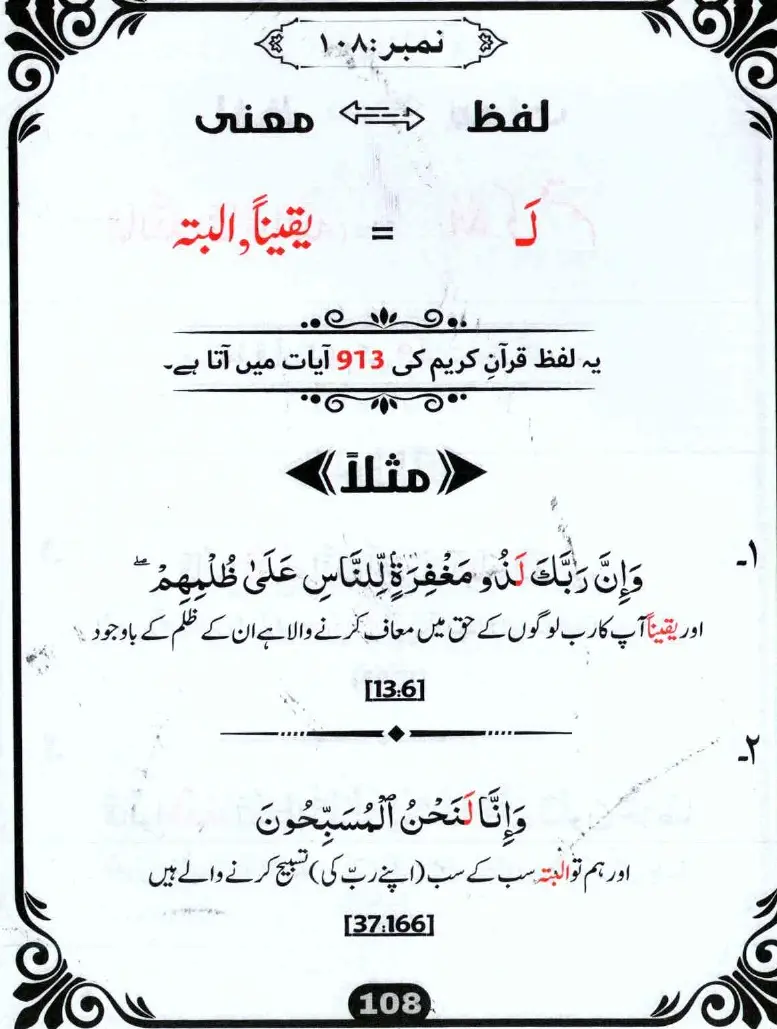 نمبر:۱۰۸
لفظ معنی
لَ = یقیناً, البتہ
یہ لفظ قرآنِ کریم کی 913 آیات میں آتا ہے۔
مثلاً
۱۔ وَإِنَّ رَبَّكَ لَذُو مَغْفِرَةٍ لِّلنَّاسِ عَلَىٰ ظُلْمِهِمْ ۖ
اور یقیناً آپ کا رب لوگوں کے حق میں معاف کرنے والا ہے ان کے ظلم کے باوجود
[13:6]
۲۔
وَإِنَّا لَنَحْنُ ٱلْمُسَبِّحُونَ
اور ہم تو البتہ سب کے سب (اپنے ربّ کی) تسبیح کرنے والے ہیں
[37:166]
108